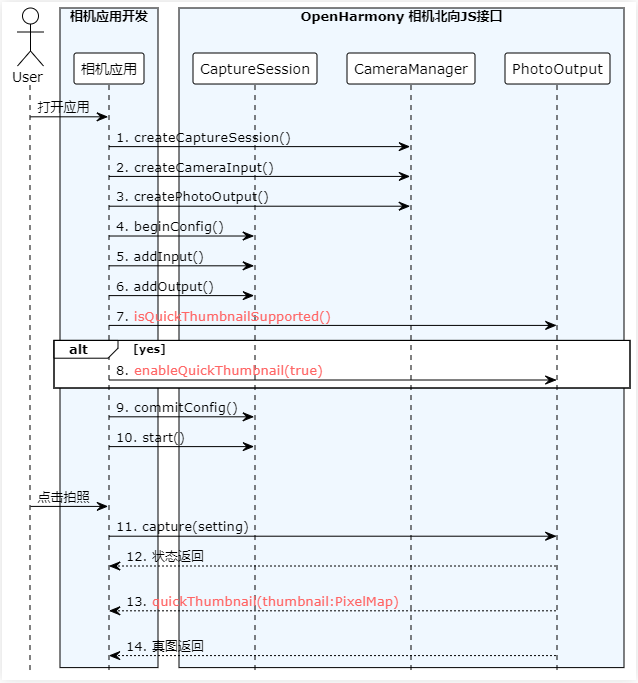 相机应用开发
OpenHarmony 相机北向JS接口
User
相机应用
CaptureSession
CameraManager
PhotoOutput
打开应用
1. createCaptureSession()
2. createCameraInput()
3. createPhotoOutput()
4. beginConfig()
5. addInput()
6. addOutput()
7. isQuickThumbnailSupported()
alt
[yes]
8. enableQuickThumbnail(true)
9. commitConfig()
10. start()
点击拍照
11. capture(setting)
12. 状态返回
13. quickThumbnail(thumbnail:PixelMap)
14. 真图返回